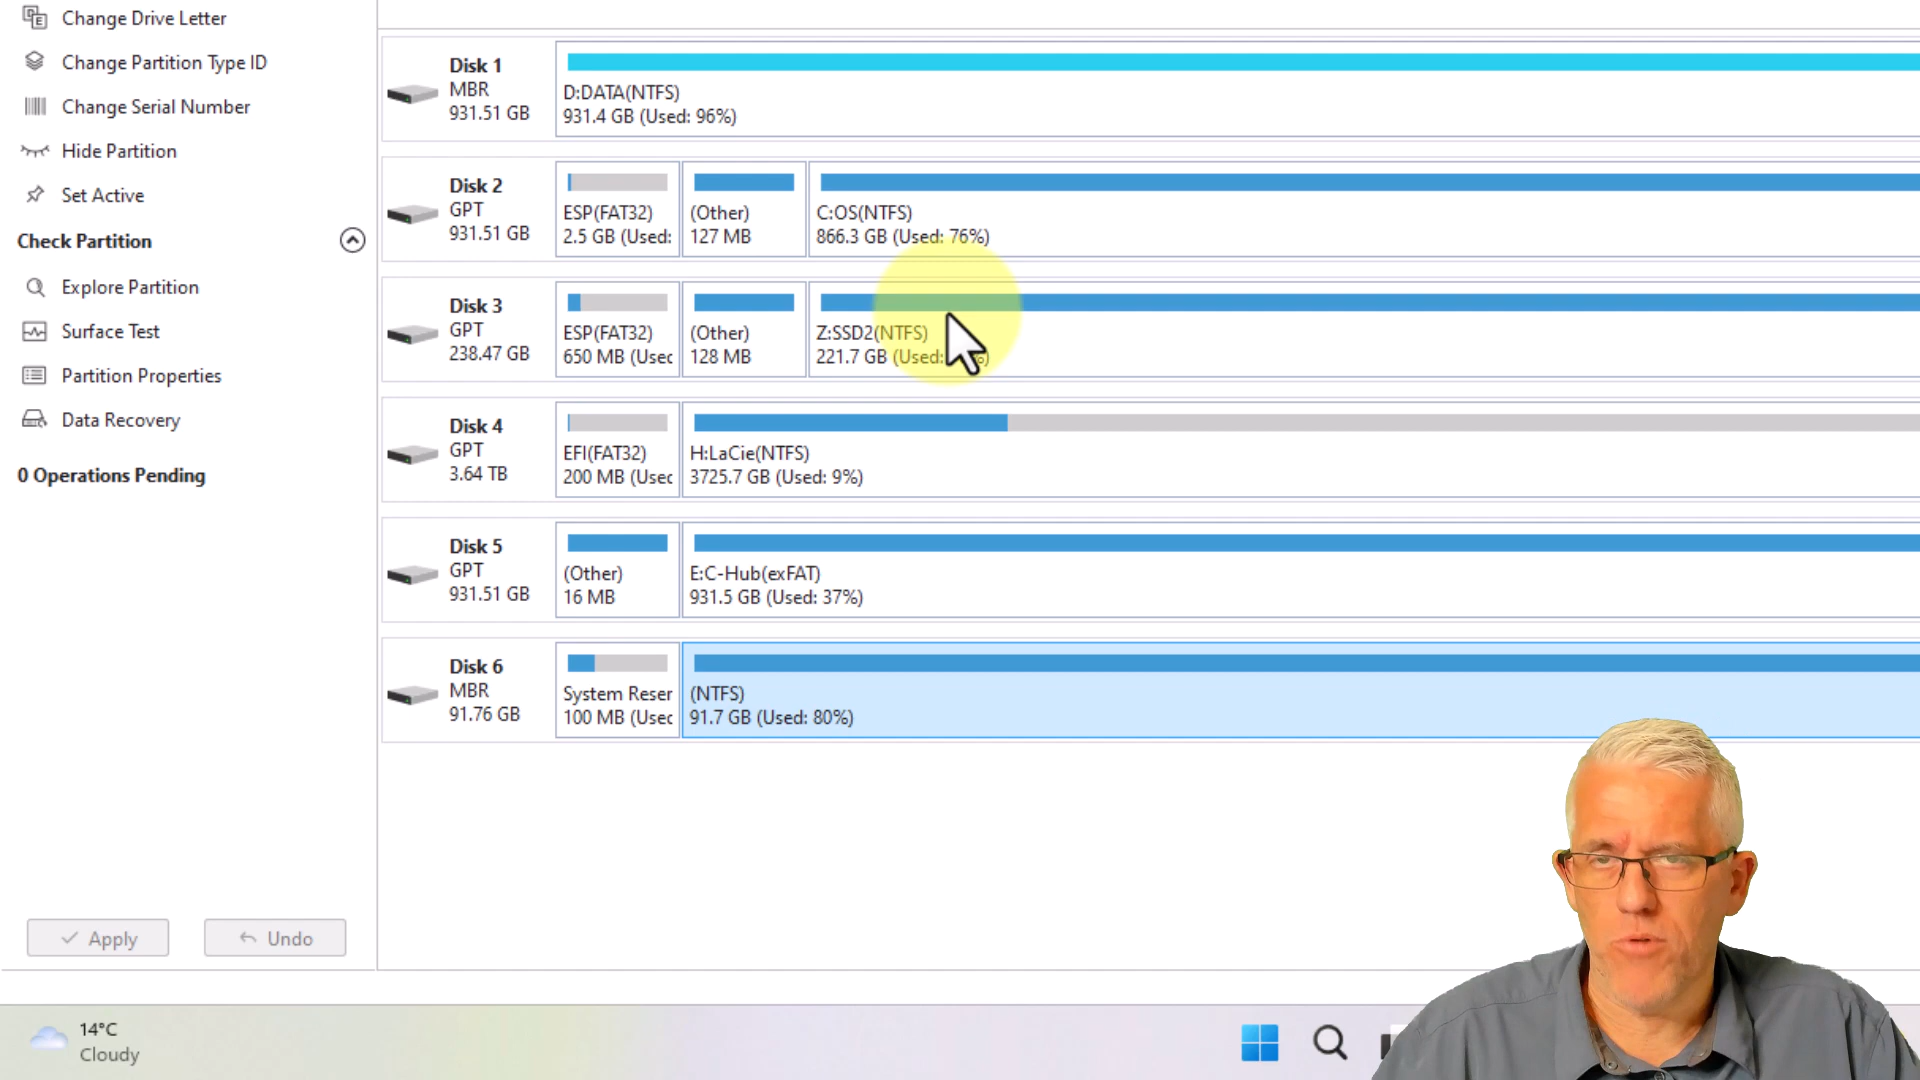 Change Drive Letter
Change Partition Type ID
Change Serial Number
Hide Partition
Set Active
Check Partition
Explore Partition
Surface Test
Partition Properties
Data Recovery
0 Operations Pending
Apply
Undo
Disk 1
MBR
931.51 GB
D:DATA(NTFS)
931.4 GB (Used: 96%)
Disk 2
GPT
931.51 GB
ESP(FAT32)
2.5 GB (Used:
(Other)
127 MB
C:OS(NTFS)
866.3 GB (Used: 76%)
Disk 3
GPT
238.47 GB
ESP(FAT32)
650 MB (Usec
(Other)
128 MB
Z:SSD2(NTFS)
221.7 GB (Used:
Disk 4
GPT
3.64 TB
EFI(FAT32)
200 MB (Usec
H:LaCie(NTFS)
3725.7 GB (Used: 9%)
Disk 5
GPT
931.51 GB
(Other)
16 MB
E:C-Hub(exFAT)
931.5 GB (Used: 37%)
Disk 6
MBR
91.76 GB
System Reser
100 MB (Usec
(NTFS)
91.7 GB (Used: 80%)
14°C
Cloudy